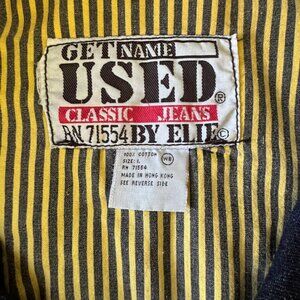 GET NAME
USED®
CLASSIC JEANS
RN 71554 BY ELIE©
100% COTTON
SIZE: L WB
RN 71554
MADE IN HONG KONG
SEE REVERSE SIDE